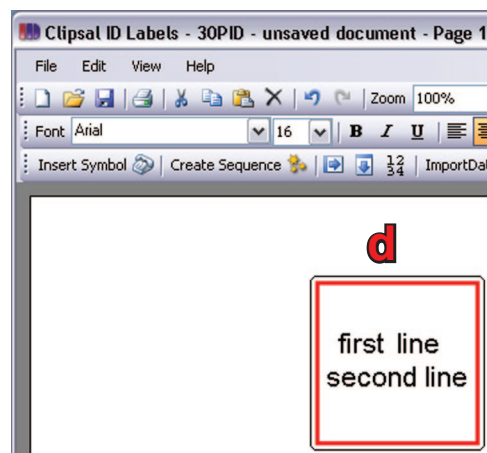 Clipsal ID Labels - 30PID - unsaved document - Page 1
File Edit View Help
Zoom 100%
Font Arial 16 B I U
Insert Symbol Create Sequence 12 34 ImportDat
d
first line
second line